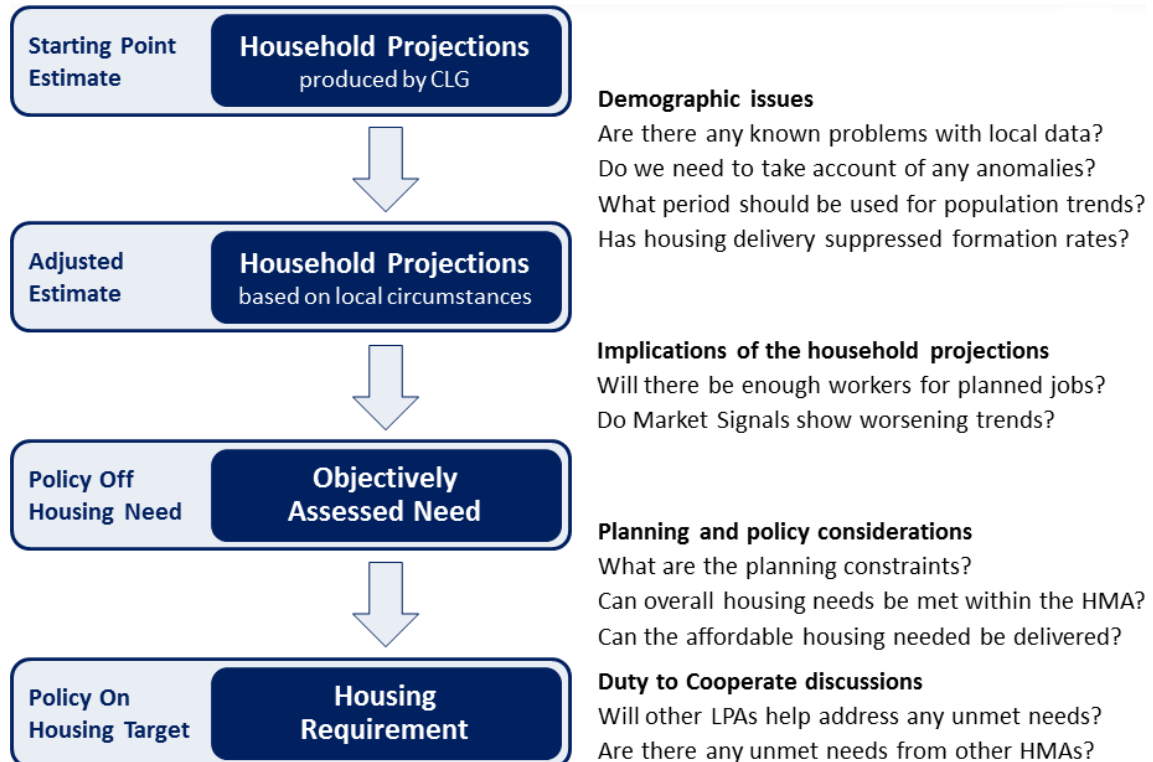 Starting Point
Estimate
Household Projections
produced by CLG
Demographic issues
Are there any known problems with local data?
Do we need to take account of any anomalies?
What period should be used for population trends?
Has housing delivery suppressed formation rates?
Adjusted
Estimate
Household Projections
based on local circumstances
Implications of the household projections
Will there be enough workers for planned jobs?
Do Market Signals show worsening trends?
Policy Off
Housing Need
Objectively
Assessed Need
Planning and policy considerations
What are the planning constraints?
Can overall housing needs be met within the HMA?
Can the affordable housing needed be delivered?
Policy On
Housing Target
Housing
Requirement
Duty to Cooperate discussions
Will other LPAs help address any unmet needs?
Are there any unmet needs from other HMAs?